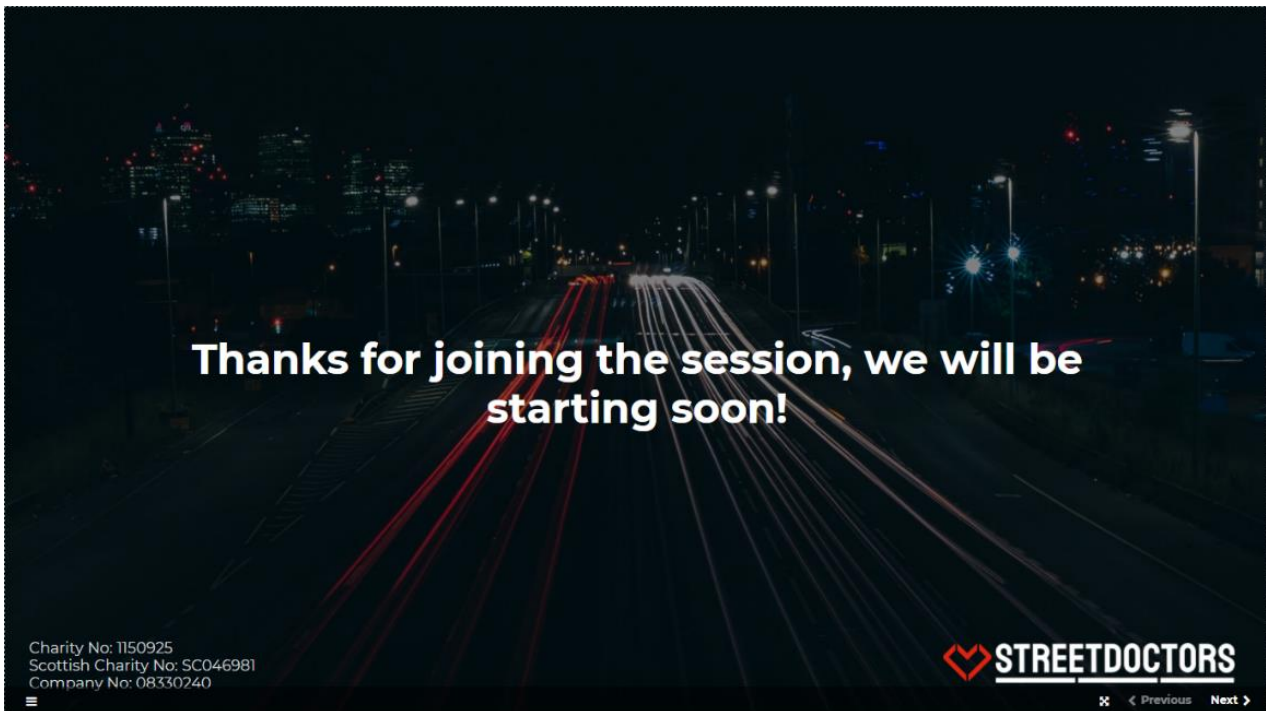 Thanks for joining the session, we will be
starting soon!
Charity No: 1150925
Scottish Charity No: SC046981
Company No: 08330240
STREETDOCTORS
Previous
Next